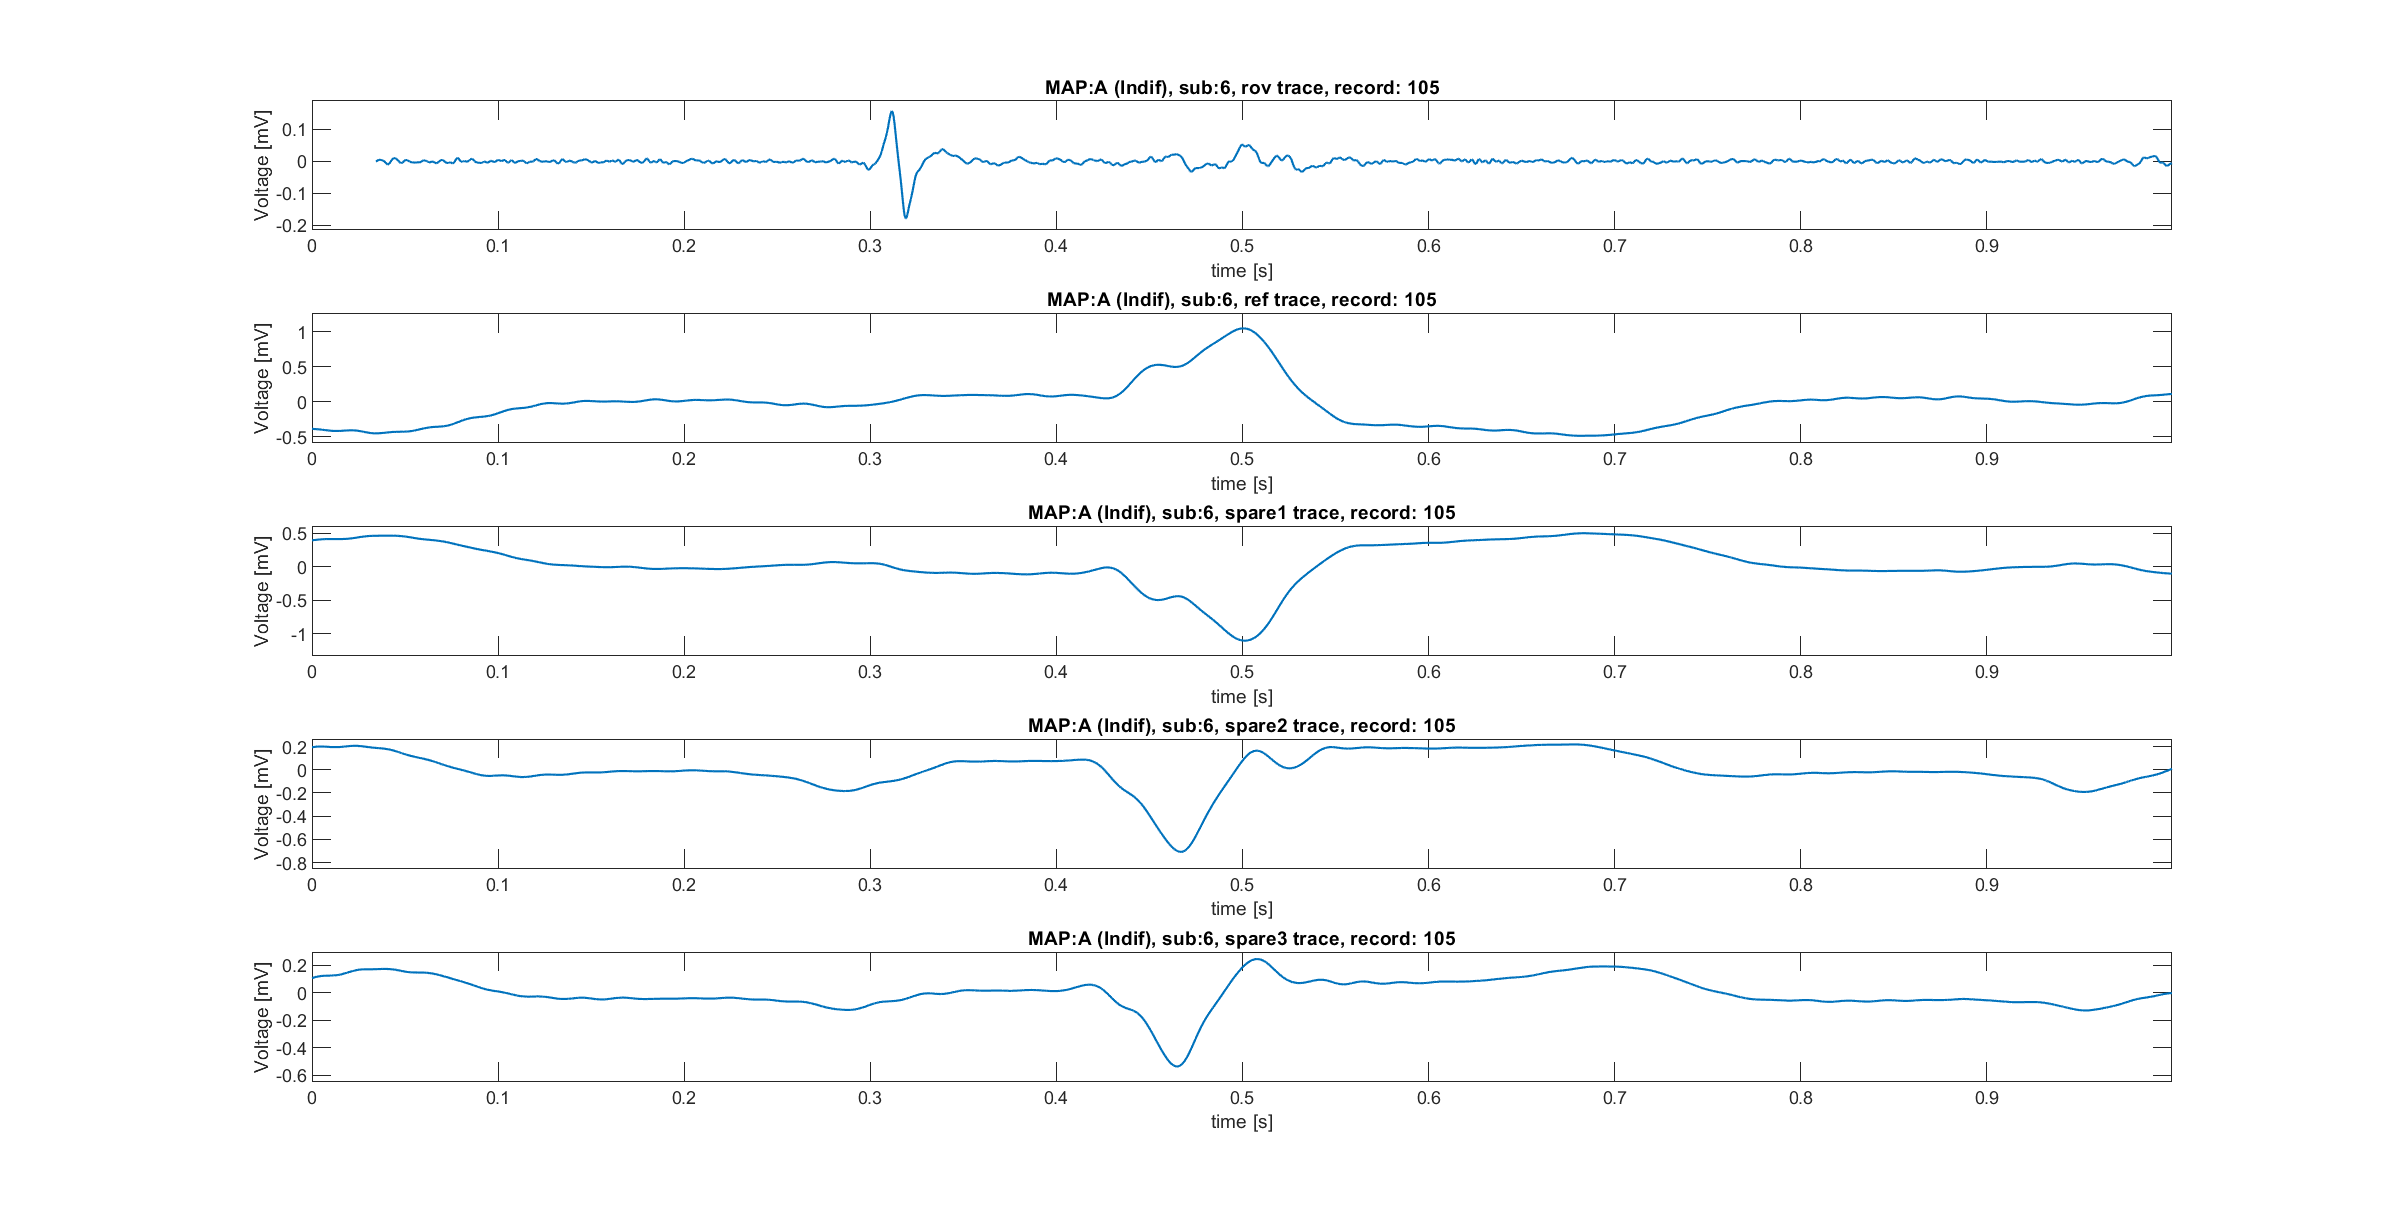 MAP:A (Indif), sub:6, rov trace, record: 105
Voltage [mV]
0.1
0
-0.1
-0.2
0 0.1 0.2 0.3 0.4 0.5 0.6 0.7 0.8 0.9
time [s]
MAP:A (Indif), sub:6, ref trace, record: 105
Voltage [mV]
1
0.5
0
-0.5
0 0.1 0.2 0.3 0.4 0.5 0.6 0.7 0.8 0.9
time [s]
MAP:A (Indif), sub:6, spare1 trace, record: 105
Voltage [mV]
0.5
0
-0.5
-1
0 0.1 0.2 0.3 0.4 0.5 0.6 0.7 0.8 0.9
time [s]
MAP:A (Indif), sub:6, spare2 trace, record: 105
Voltage [mV]
0.2
0
-0.2
-0.4
-0.6
-0.8
0 0.1 0.2 0.3 0.4 0.5 0.6 0.7 0.8 0.9
time [s]
MAP:A (Indif), sub:6, spare3 trace, record: 105
Voltage [mV]
0.2
0
-0.2
-0.4
-0.6
0 0.1 0.2 0.3 0.4 0.5 0.6 0.7 0.8 0.9
time [s]